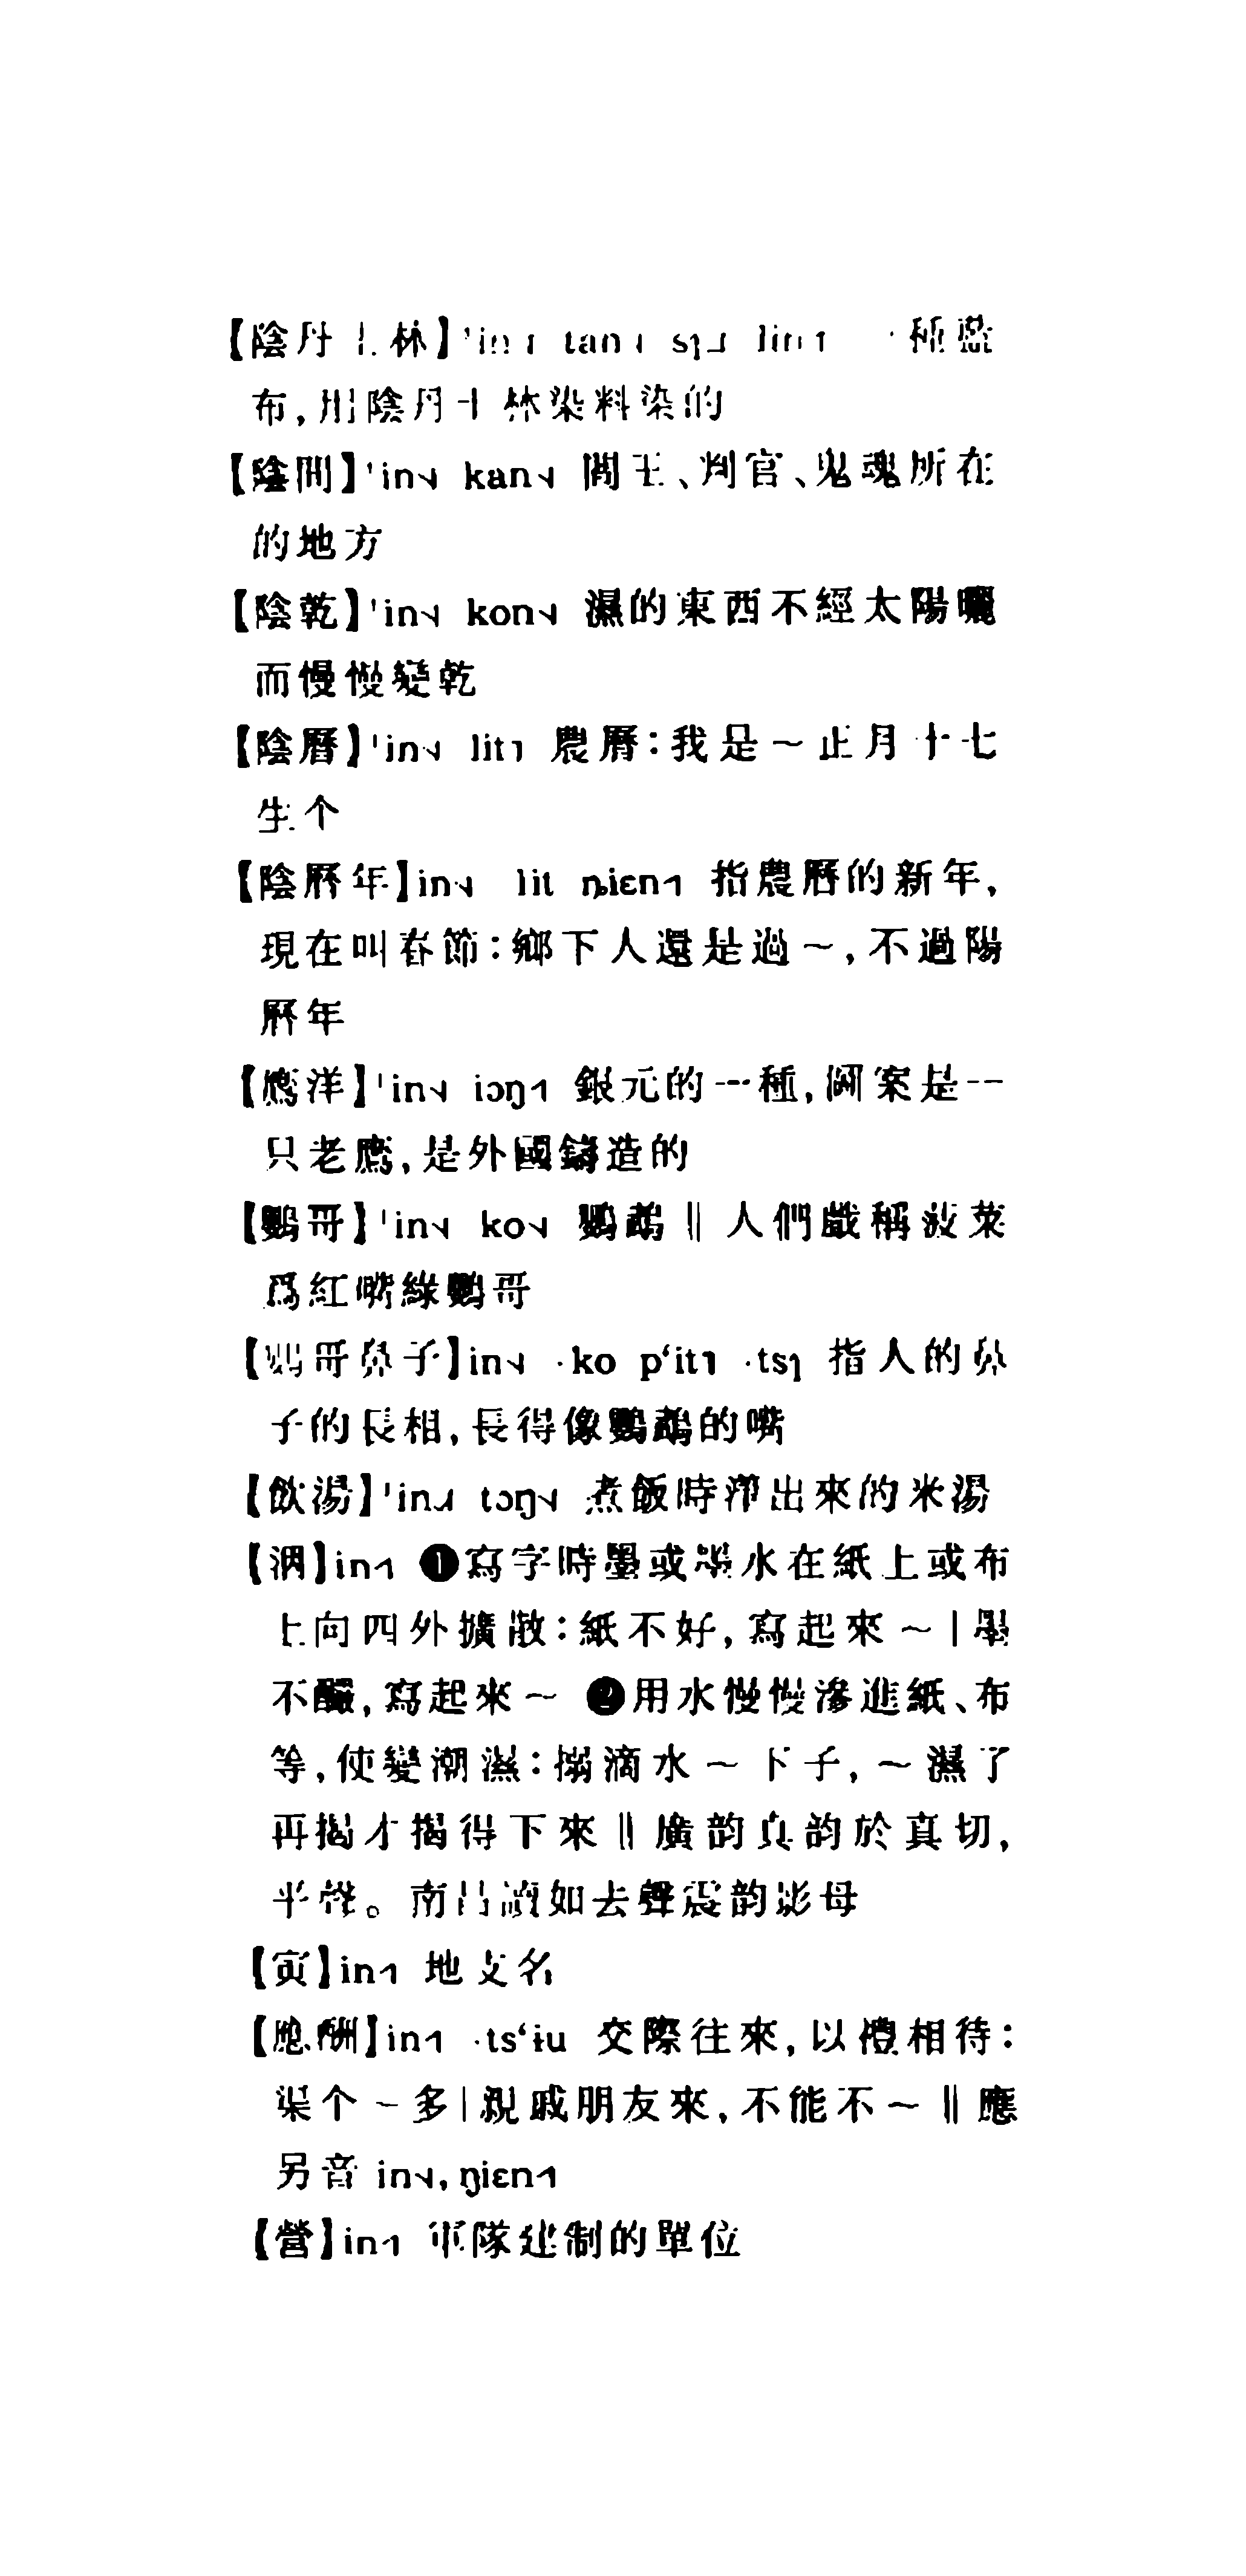 【陰丹士林】ˈin˧ tan˧ sɿ˩ lin˥ 一種藍
布，用陰丹士林染料染的
【陰間】ˈin˨ kan˨ 閻王、判官、鬼魂所在
的地方
【陰乾】ˈin˨ kon˨ 濕的東西不經太陽曬
而慢慢變乾
【陰曆】ˈin˨ lit˥ 農曆：我是～正月十七
生个
【陰曆年】in˨ lit ȵiɛn˦ 指農曆的新年，
現在叫春節：鄉下人還是過～，不過陽
曆年
【鷹洋】ˈin˨ iɔŋ˦ 銀元的一種，圖案是一
只老鷹，是外國鑄造的
【鸚哥】ˈin˨ ko˨ 鸚鵡‖人們戲稱菠菜
爲紅嘴綠鸚哥
【鸚哥鼻子】in˨ ·ko pʻit˥ ·tsɿ 指人的鼻
子的長相，長得像鸚鵡的嘴
【飲湯】ˈin˩ tɔŋ˨ 煮飯時潷出來的米湯
【洇】in˦ ❶寫字時墨或墨水在紙上或布
上向四外擴散：紙不好，寫起來～｜墨
不釅，寫起來～ ❷用水慢慢滲進紙、布
等，使變潮濕：搦滴水～下子，～濕了
再揭才揭得下來‖廣韵真韵於真切，
平聲。南昌讀如去聲震韵影母
【寅】in˦ 地支名
【應酬】in˦ ·tsʻɨu 交際往來，以禮相待：
渠个～多｜親戚朋友來，不能不～‖應
另音 in˨，ŋiɛn˦
【營】in˦ 軍隊建制的單位